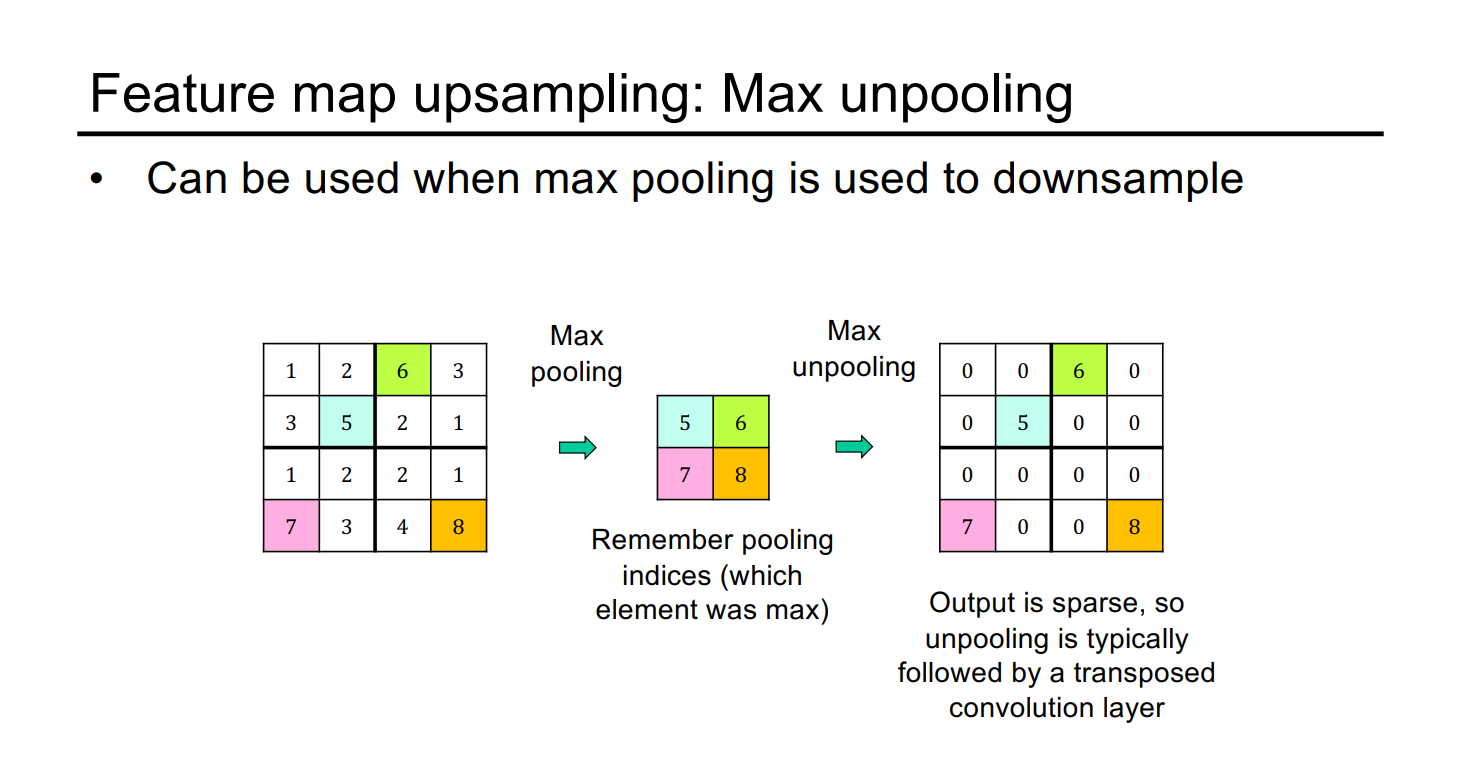 Feature map upsampling: Max unpooling
• Can be used when max pooling is used to downsample
1 2 6 3
3 5 2 1
1 2 2 1
7 3 4 8
Max
pooling
5 6
7 8
Remember pooling
indices (which
element was max)
Max
unpooling
0 0 6 0
0 5 0 0
0 0 0 0
7 0 0 8
Output is sparse, so
unpooling is typically
followed by a transposed
convolution layer